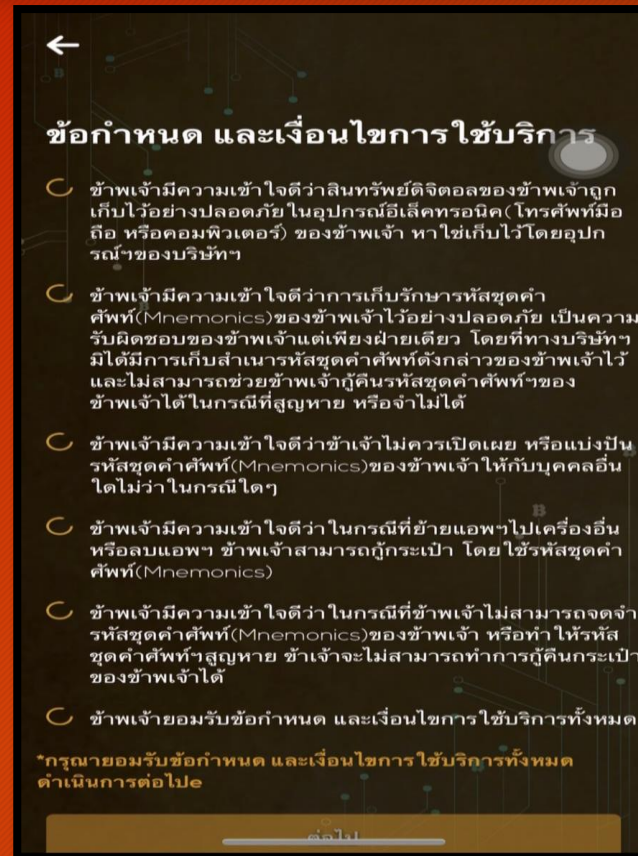 ข้อกำหนด และเงื่อนไขการใช้บริการ
ข้าพเจ้ามีความเข้าใจดีว่าสินทรัพย์ดิจิตอลของข้าพเจ้าถูก
เก็บไว้อย่างปลอดภัยในอุปกรณ์อีเล็คทรอนิค(โทรศัพท์มือ
ถือ หรือคอมพิวเตอร์) ของข้าพเจ้า หาใช่เก็บไว้โดยอุปก
รณ์ฯของบริษัทฯ
ข้าพเจ้ามีความเข้าใจดีว่าการเก็บรักษารหัสชุดคำ
ศัพท์(Mnemonics)ของข้าพเจ้าไว้อย่างปลอดภัย เป็นความ
รับผิดชอบของข้าพเจ้าแต่เพียงฝ่ายเดียว โดยที่ทางบริษัทฯ
มิได้มีการเก็บสำเนารหัสชุดคำศัพท์ดังกล่าวของข้าพเจ้าไว้
และไม่สามารถช่วยข้าพเจ้ากู้คืนรหัสชุดคำศัพท์ฯของ
ข้าพเจ้าได้ในกรณีที่สูญหาย หรือจำไม่ได้
ข้าพเจ้ามีความเข้าใจดีว่าข้าเจ้าไม่ควรเปิดเผย หรือแบ่งปัน
รหัสชุดคำศัพท์(Mnemonics)ของข้าพเจ้าให้กับบุคคลอื่น
ใดไม่ว่าในกรณีใดๆ
ข้าพเจ้ามีความเข้าใจดีว่าในกรณีที่ย้ายแอพฯไปเครื่องอื่น
หรือลบแอพฯ ข้าพเจ้าสามารถกู้กระเป๋า โดยใช้รหัสชุดคำ
ศัพท์(Mnemonics)
ข้าพเจ้ามีความเข้าใจดีว่าในกรณีที่ข้าพเจ้าไม่สามารถจดจำ
รหัสชุดคำศัพท์(Mnemonics)ของข้าพเจ้า หรือทำให้รหัส
ชุดคำศัพท์ฯสูญหาย ข้าเจ้าจะไม่สามารถทำการกู้คืนกระเป๋า
ของข้าพเจ้าได้
ข้าพเจ้ายอมรับข้อกำหนด และเงื่อนไขการใช้บริการทั้งหมด
*กรุณายอมรับข้อกำหนด และเงื่อนไขการใช้บริการทั้งหมด
ดำเนินการต่อไปe
ต่อไป